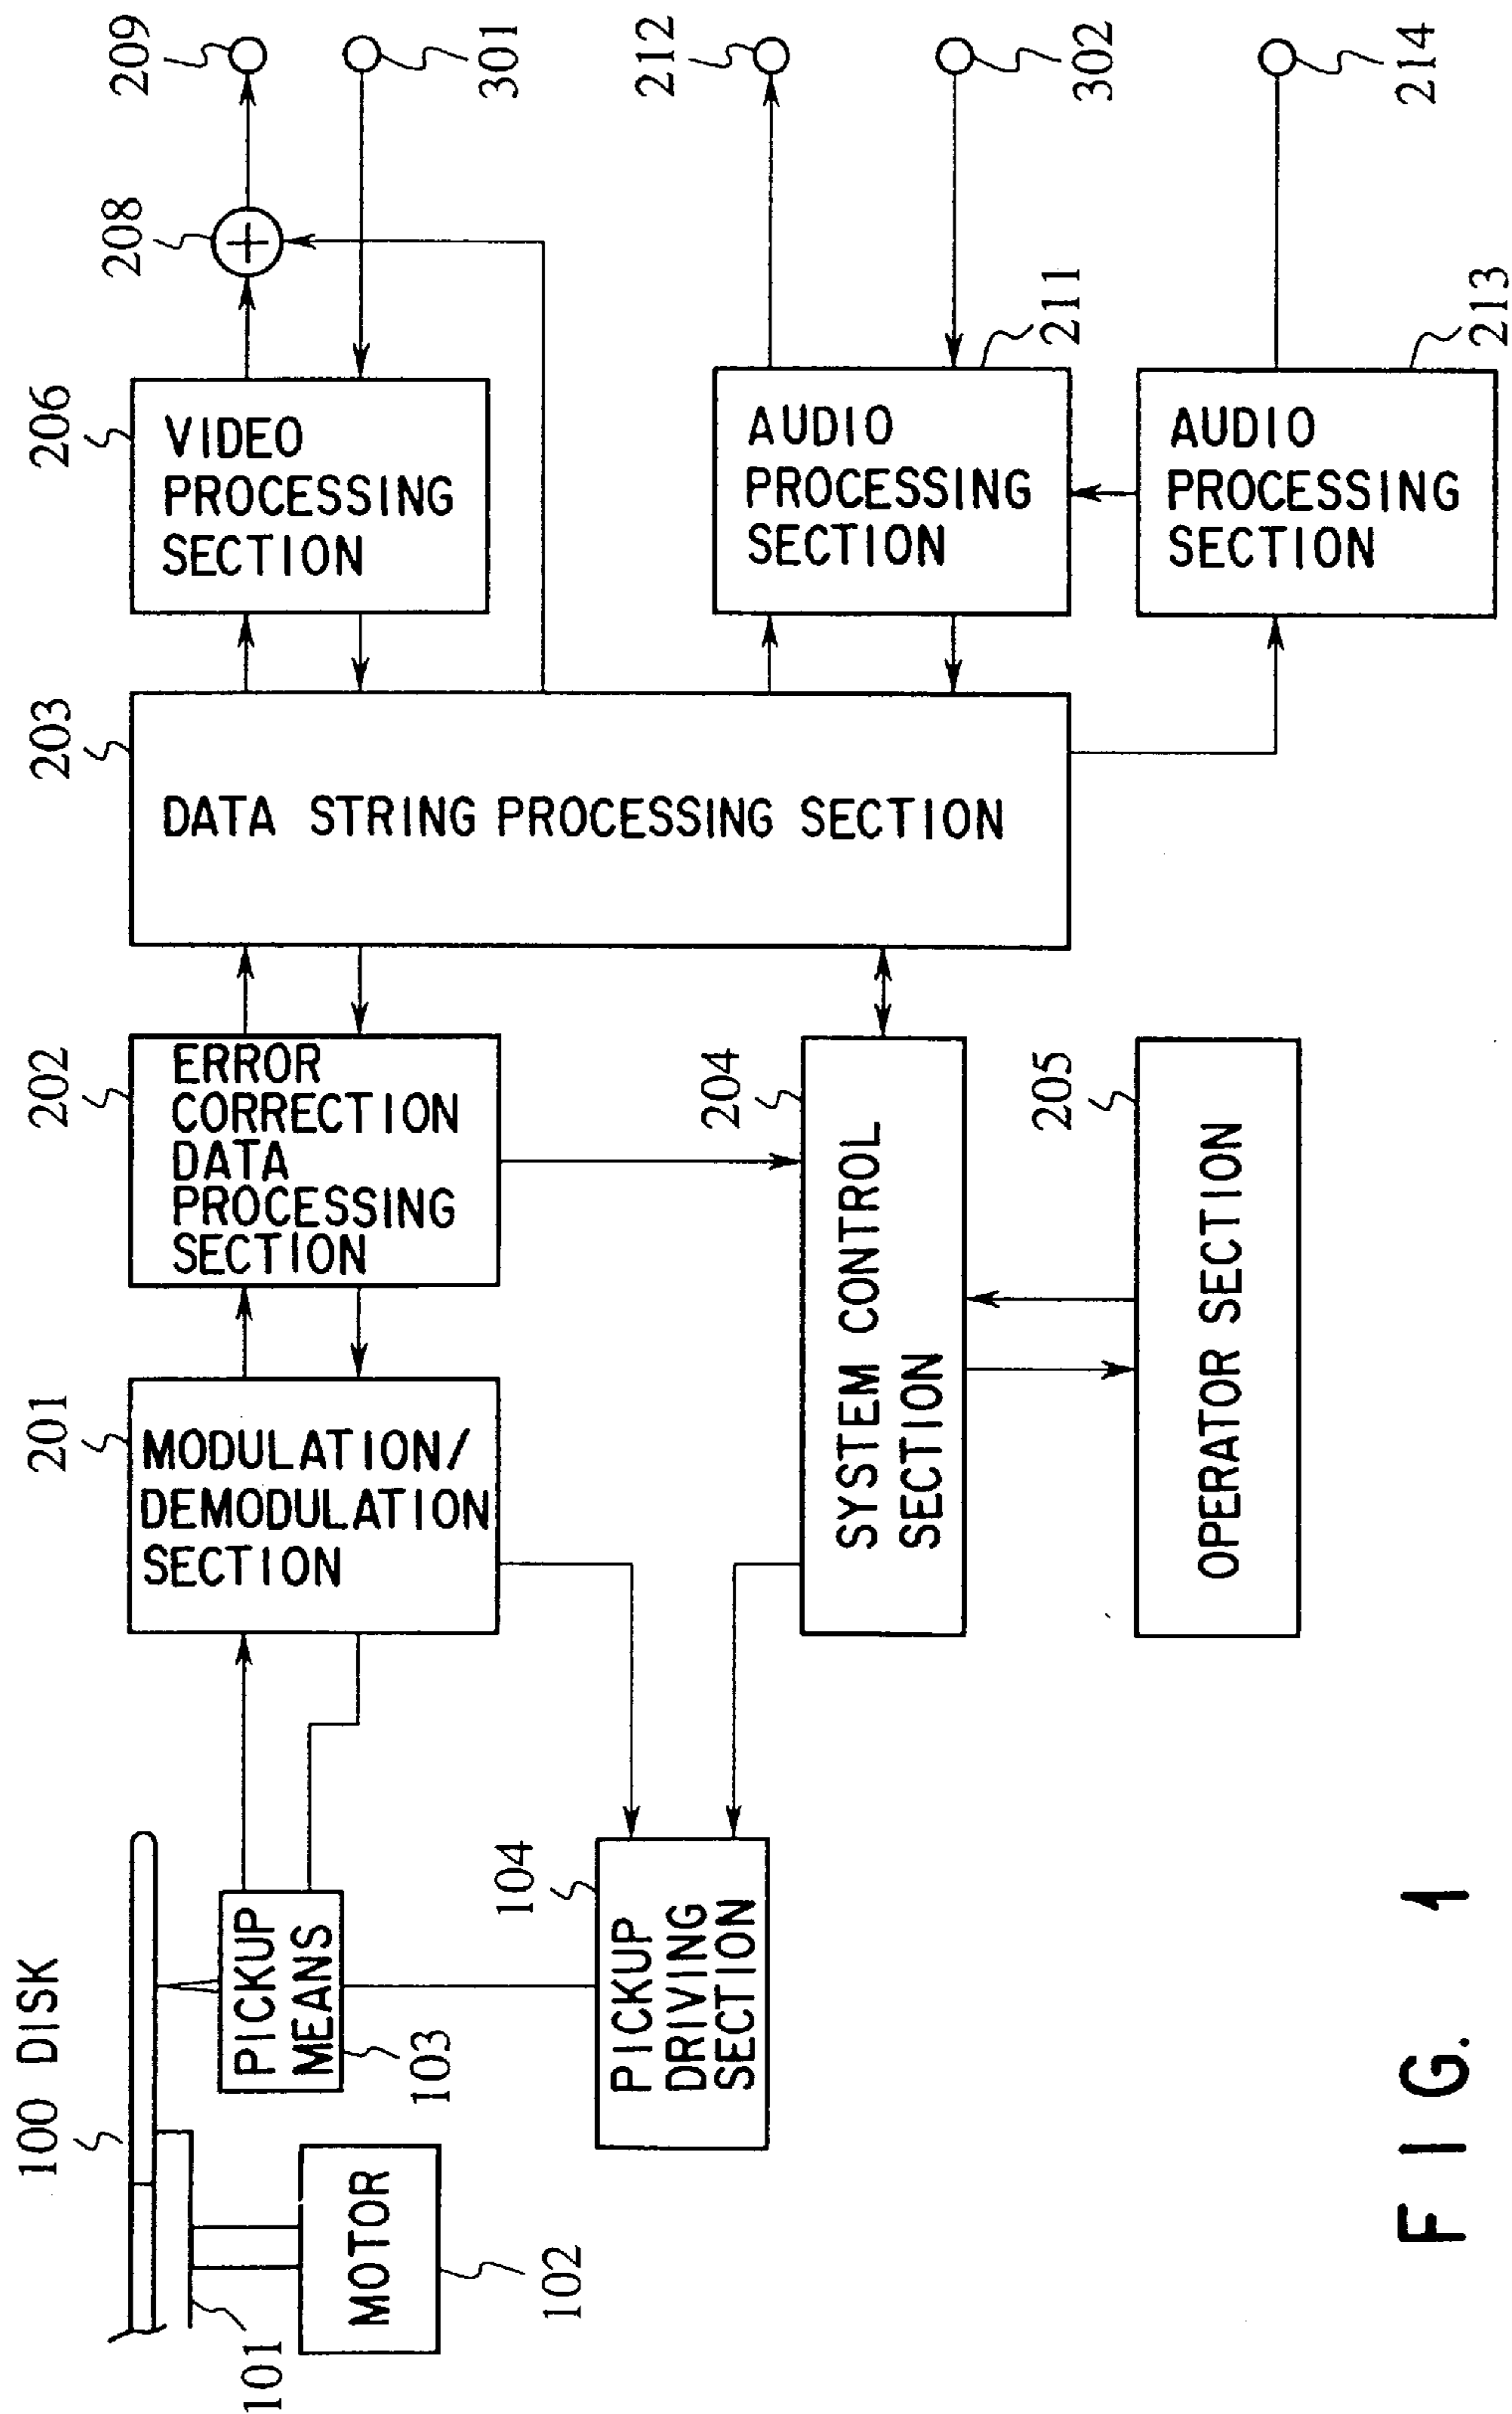 100 DISK
101
MOTOR
102
PICKUP
MEANS
103
104
PICKUP
DRIVING
SECTION
201
MODULATION/
DEMODULATION
SECTION
202
ERROR
CORRECTION
DATA
PROCESSING
SECTION
204
SYSTEM CONTROL
SECTION
205
OPERATOR SECTION
203
DATA STRING PROCESSING SECTION
206
VIDEO
PROCESSING
SECTION
208
+
209
301
AUDIO
PROCESSING
SECTION
211
212
302
AUDIO
PROCESSING
SECTION
213
214
FIG. 1